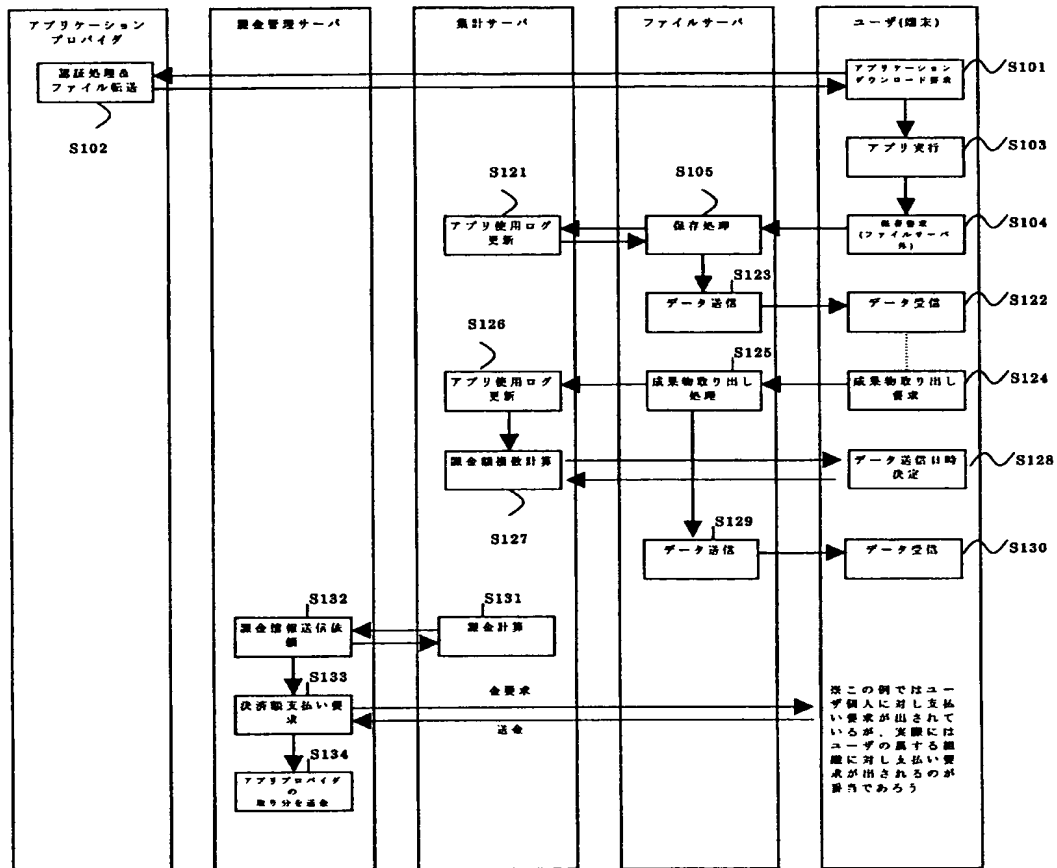 アプリケーション
プロバイダ
課金管理サーバ
集計サーバ
ファイルサーバ
ユーザ(端末)
認証処理&
ファイル転送
S102
アプリケーション
ダウンロード要求
S101
アプリ実行
S103
S121
S105
アプリ使用ログ
更新
保存処理
保存要求
(ファイルサーバ
外)
S104
S123
データ送信
データ受信
S122
S126
S125
アプリ使用ログ
更新
成果物取り出し
処理
成果物取り出し
要求
S124
課金額複数計算
S127
データ送信日時
決定
S128
S129
データ送信
データ受信
S130
S132
S131
課金情報送信依
頼
課金計算
S133
決済額支払い要
求
金要求
送金
S134
アプリプロバイダ
の
取り分を送金
※この例ではユー
ザ個人に対し支払
い要求が出されて
いるが、実際には
ユーザの属する組
織に対し支払い要
求が出されるのが
妥当であろう